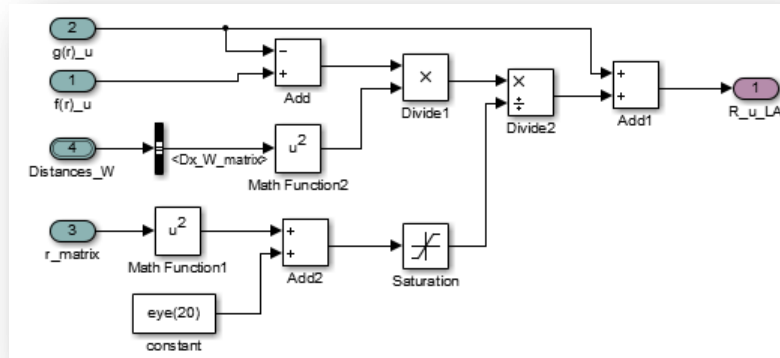 2
g(r)_u
1
f(r)_u
4
Distances_W
<Dx_W_matrix>
3
r_matrix
−
+
Add
×
Divide1
u2
Math Function2
×
÷
Divide2
+
+
Add1
1
R_u_LA
u2
Math Function1
+
+
Add2
Saturation
eye(20)
constant